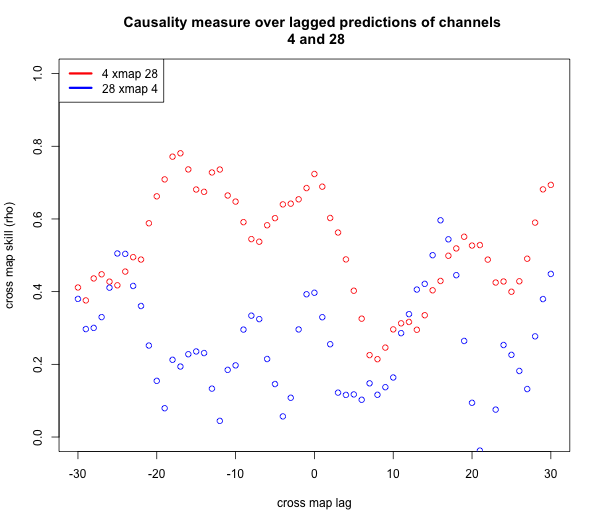 Causality measure over lagged predictions of channels
4 and 28
4 xmap 28
28 xmap 4
cross map skill (rho)
1.0
0.8
0.6
0.4
0.2
0.0
-30
-20
-10
0
10
20
30
cross map lag